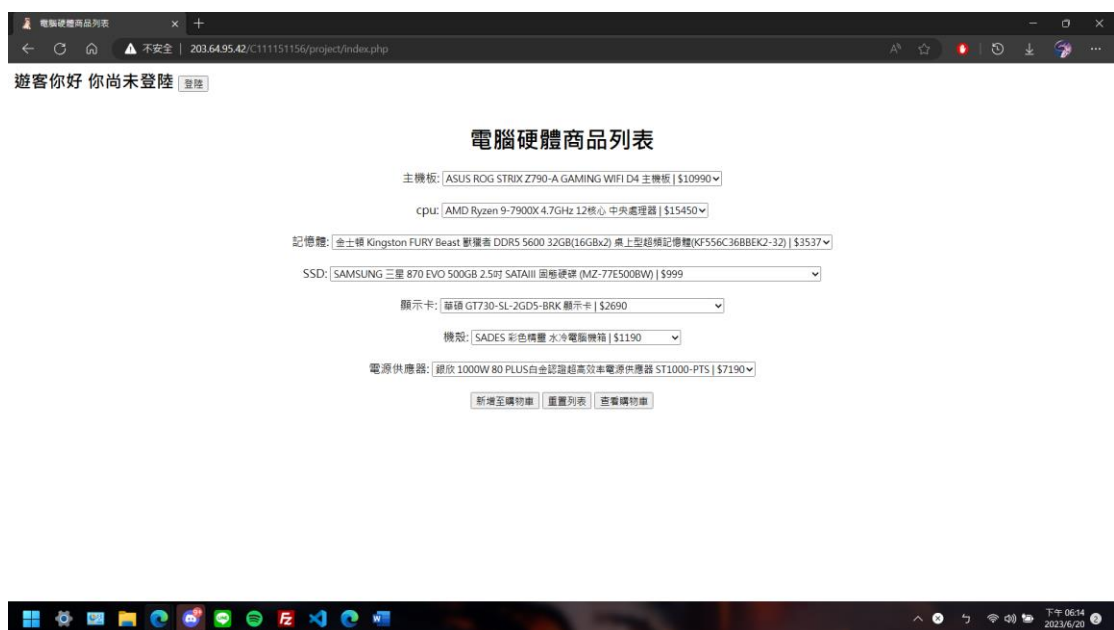 電腦硬體商品列表
不安全 | 203.64.95.42/C111151156/project/index.php
遊客你好 你尚未登陸 登陸
電腦硬體商品列表
主機板: ASUS ROG STRIX Z790-A GAMING WIFI D4 主機板 | $10990
cpu: AMD Ryzen 9-7900X 4.7GHz 12核心 中央處理器 | $15450
記憶體: 金士頓 Kingston FURY Beast 獸獵者 DDR5 5600 32GB(16GBx2) 桌上型超頻記憶體(KF556C36BBEK2-32) | $3537
SSD: SAMSUNG 三星 870 EVO 500GB 2.5吋 SATAIII 固態硬碟 (MZ-77E500BW) | $999
顯示卡: 華碩 GT730-SL-2GD5-BRK 顯示卡 | $2690
機殼: SADES 彩色精靈 水冷電腦機箱 | $1190
電源供應器: 銀欣 1000W 80 PLUS白金認證超高效率電源供應器 ST1000-PTS | $7190
新增至購物車 重置列表 查看購物車
ㄅ 下午 06:14
2023/6/20